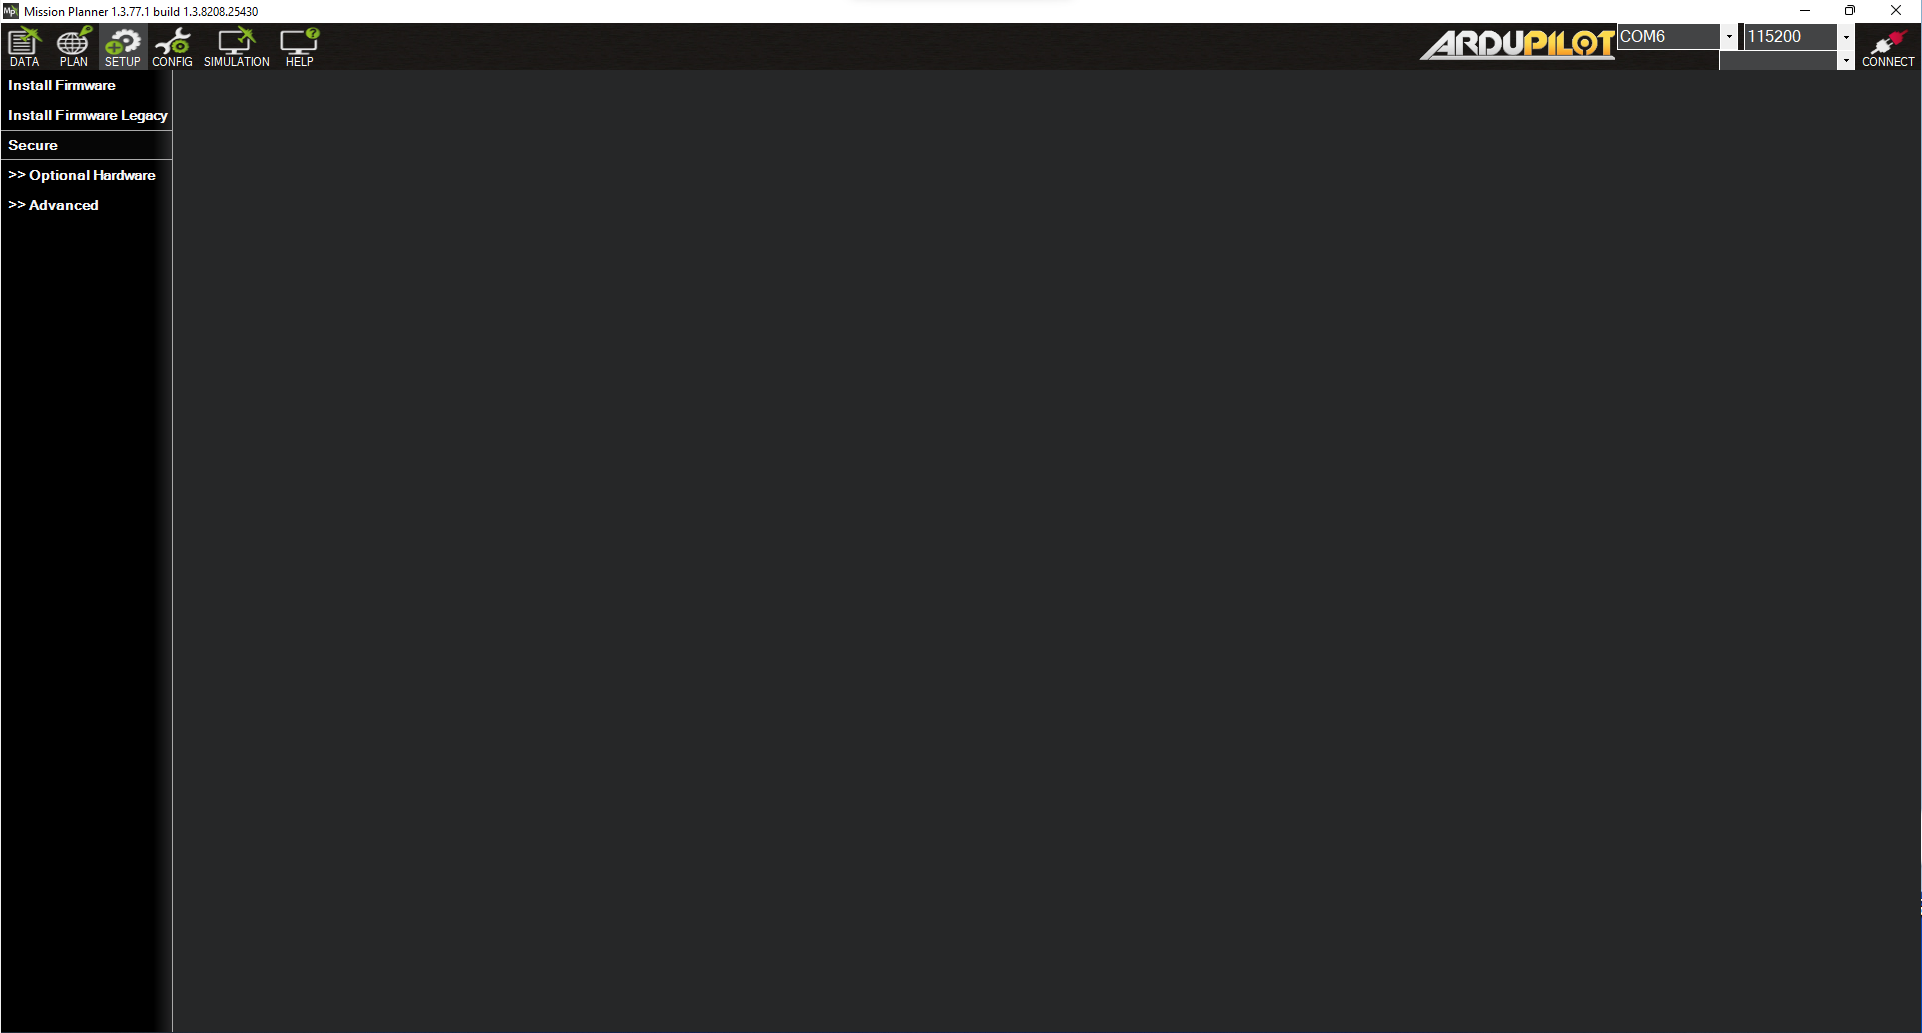 Mission Planner 1.3.77.1 build 1.3.8208.25430
DATA
PLAN
SETUP
CONFIG
SIMULATION
HELP
ARDUPILOT
COM6
115200
CONNECT
Install Firmware
Install Firmware Legacy
Secure
>> Optional Hardware
>> Advanced